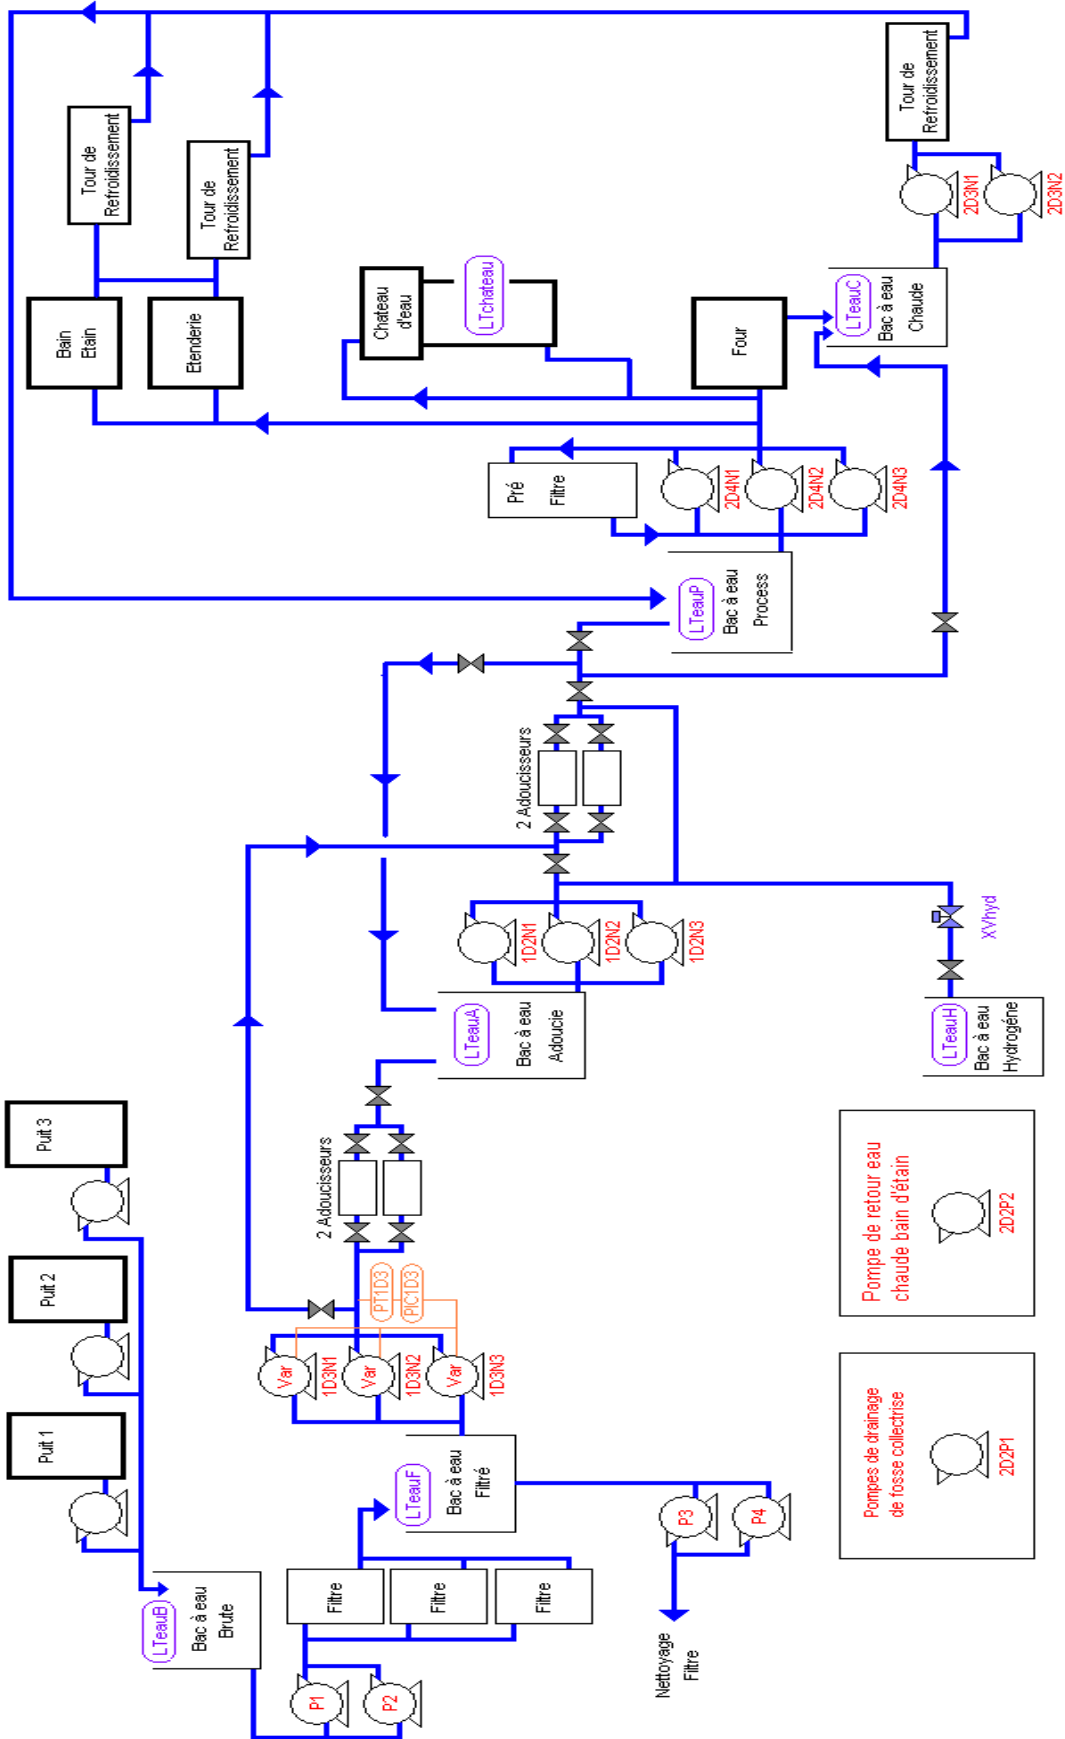 Puit 1
Puit 2
Puit 3
LTeauB
Bac à eau
Brute
P1
P2
Filtre
Filtre
Filtre
LTeauF
Bac à eau
Filtré
P3
P4
Nettoyage
Filtre
Var
1D3N1
Var
1D3N2
Var
1D3N3
PT1D3
PIC1D3
2 Adoucisseurs
LTeauA
Bac à eau
Adoucie
1D2N1
1D2N2
1D2N3
2 Adoucisseurs
XVhyd
LTeauH
Bac à eau
Hydrogéne
LTeauP
Bac à eau
Process
Pré
Filtre
2D4N1
2D4N2
2D4N3
Bain
Etain
Etenderie
Tour de
Refroidissement
Tour de
Refroidissement
Chateau
d'eau
LTchateau
Four
LTeauC
Bac à eau
Chaude
2D3N1
2D3N2
Tour de
Refroidissement
Pompes de drainage
de fosse collectrise
2D2P1
Pompe de retour eau
chaude bain d'étain
2D2P2